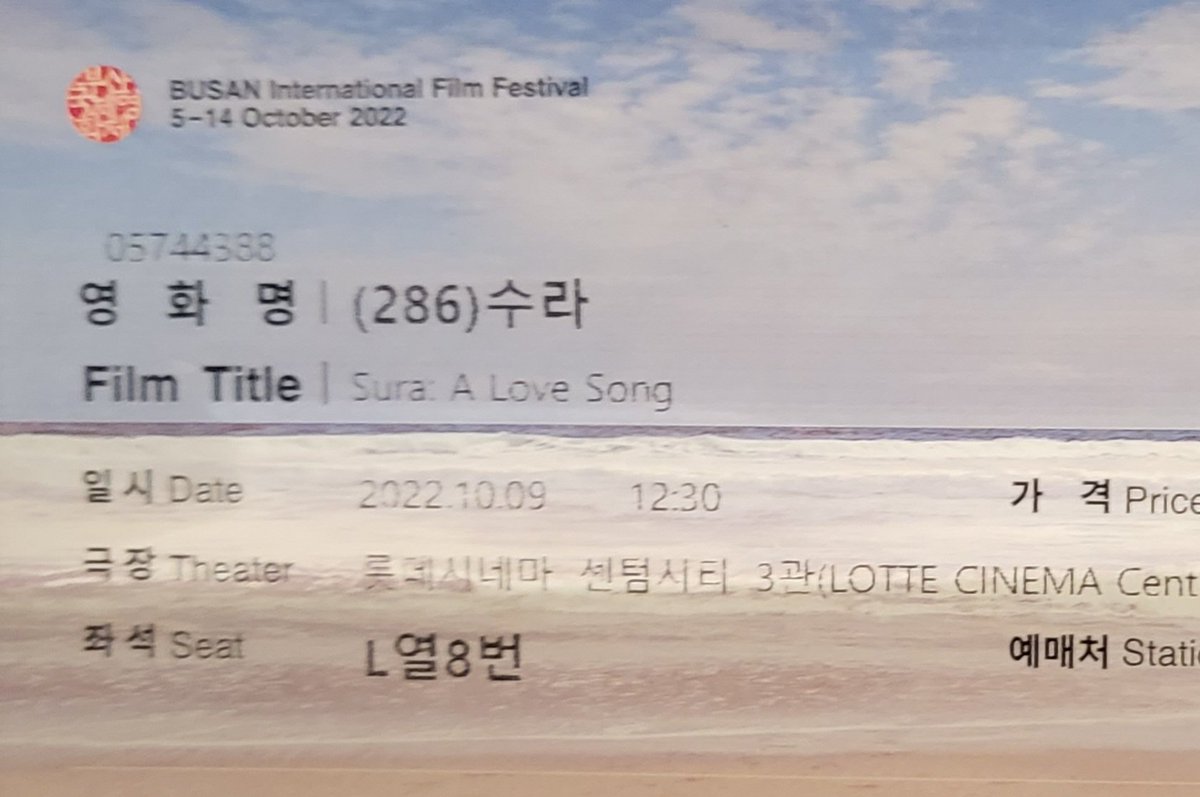 BUSAN International Film Festival
5-14 October 2022
05744388
영 화 명 | (286)수라
Film Title | Sura: A Love Song
일 시 Date 2022.10.09 12:30 가 격 Price
극 장 Theater 롯데시네마 센텀시티 3관(LOTTE CINEMA Cent
좌 석 Seat L열8번 예매처 Stati